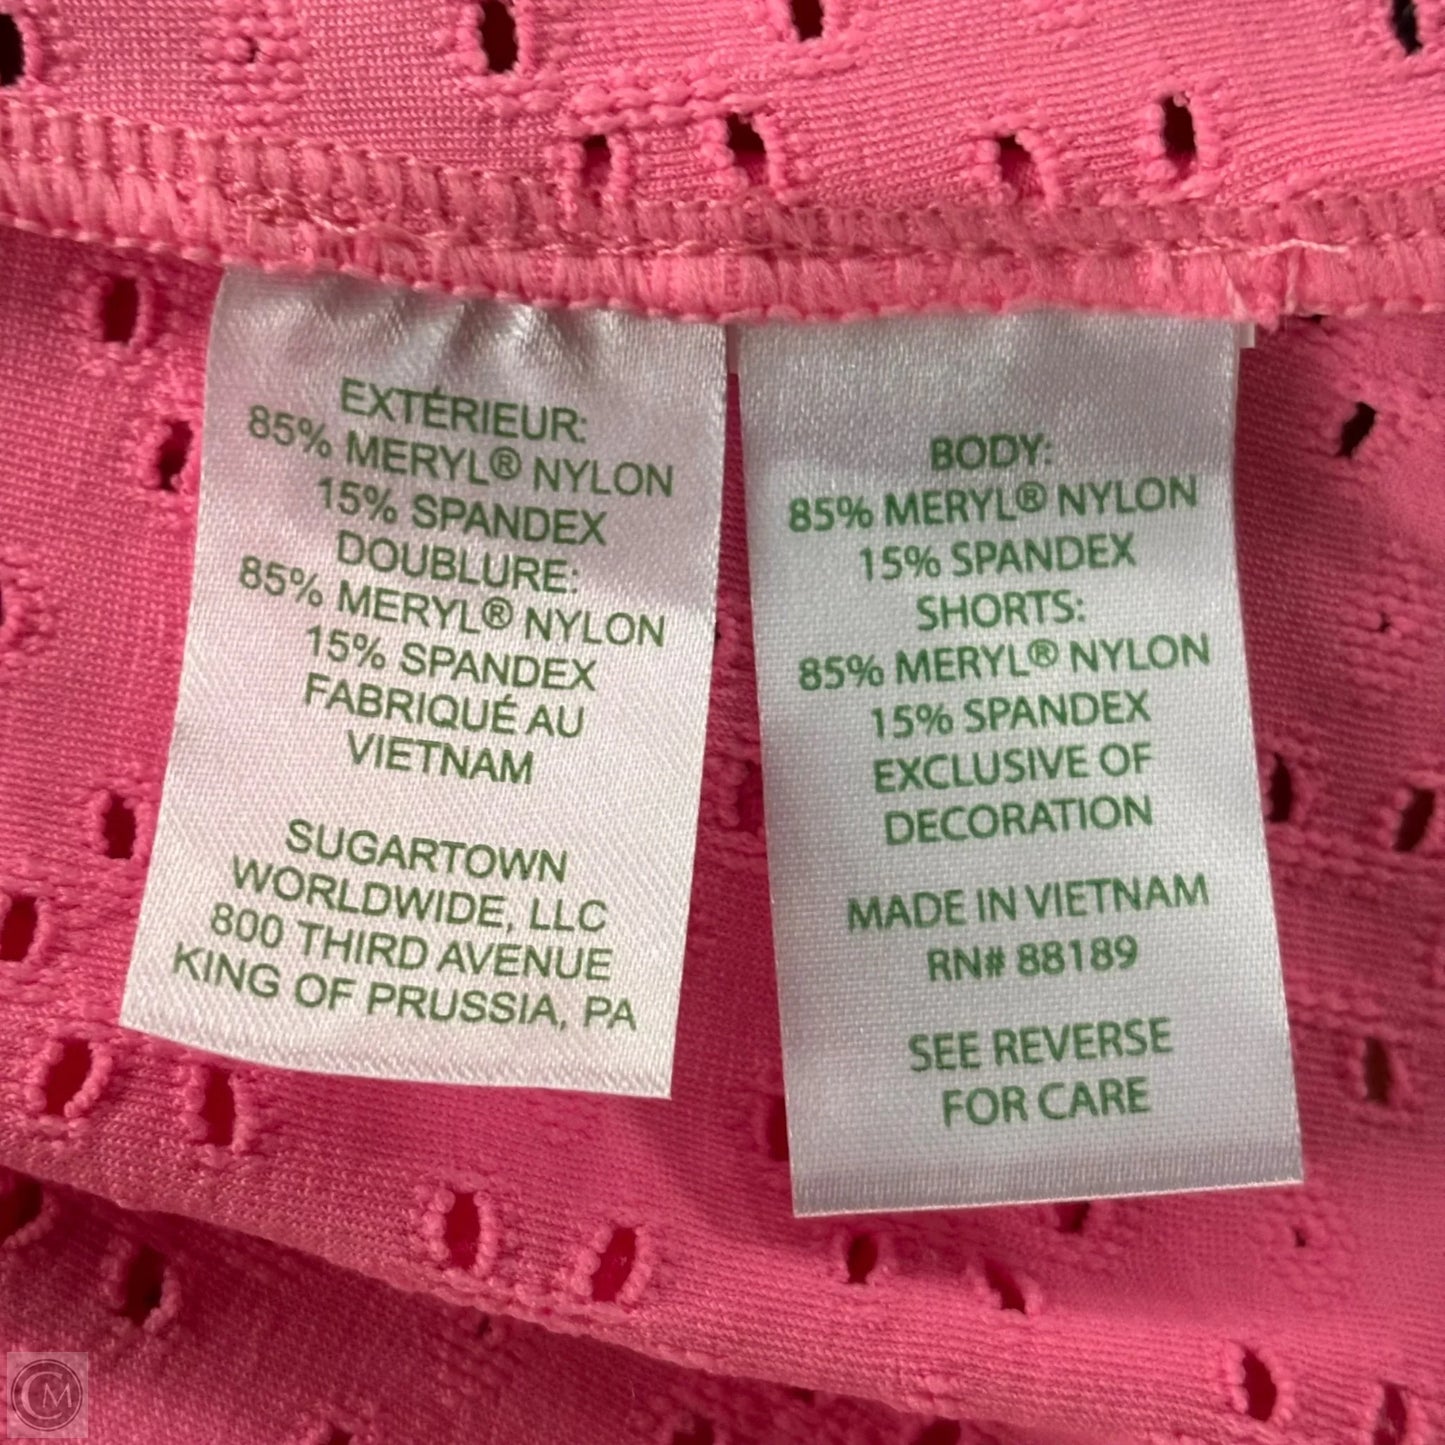 EXTÉRIEUR:
85% MERYL® NYLON
15% SPANDEX
DOUBLURE:
85% MERYL® NYLON
15% SPANDEX
FABRIQUÉ AU
VIETNAM
SUGARTOWN
WORLDWIDE, LLC
800 THIRD AVENUE
KING OF PRUSSIA, PA
BODY:
85% MERYL® NYLON
15% SPANDEX
SHORTS:
85% MERYL® NYLON
15% SPANDEX
EXCLUSIVE OF
DECORATION
MADE IN VIETNAM
RN# 88189
SEE REVERSE
FOR CARE
CM